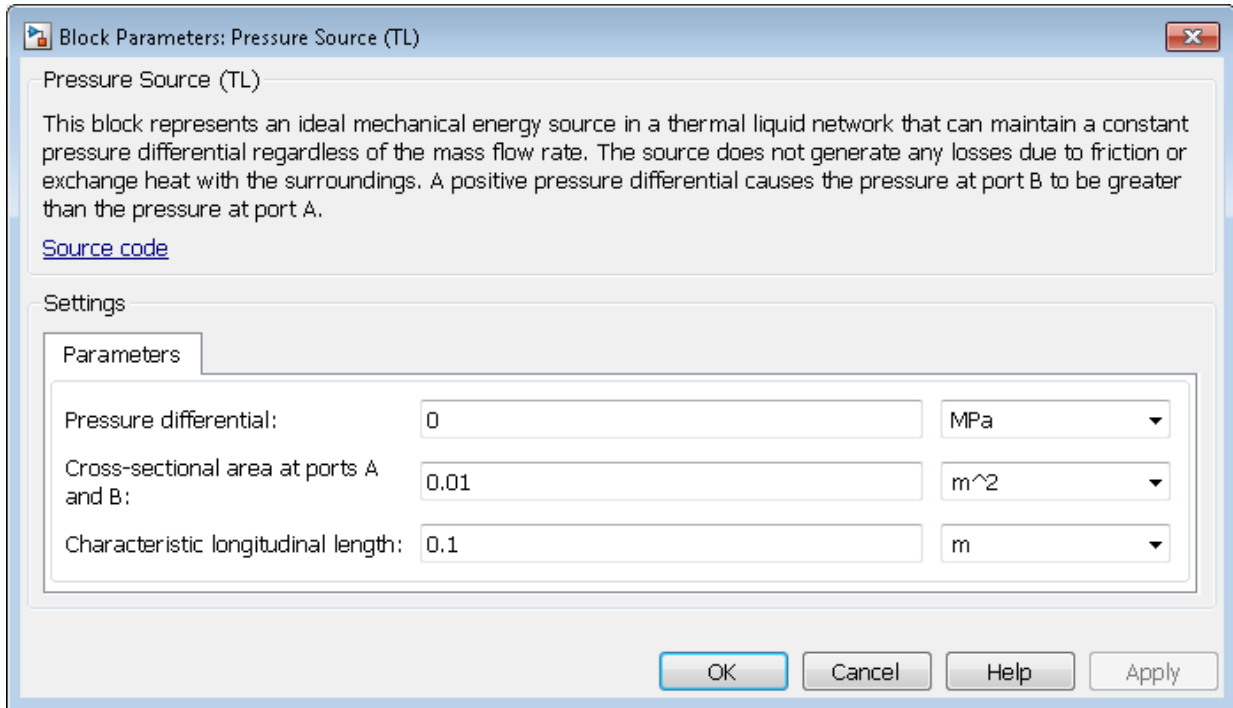 Block Parameters: Pressure Source (TL)
Pressure Source (TL)
This block represents an ideal mechanical energy source in a thermal liquid network that can maintain a constant
pressure differential regardless of the mass flow rate. The source does not generate any losses due to friction or
exchange heat with the surroundings. A positive pressure differential causes the pressure at port B to be greater
than the pressure at port A.
Source code
Settings
Parameters
Pressure differential: 0 MPa
Cross-sectional area at ports A
and B: 0.01 m^2
Characteristic longitudinal length: 0.1 m
OK Cancel Help Apply